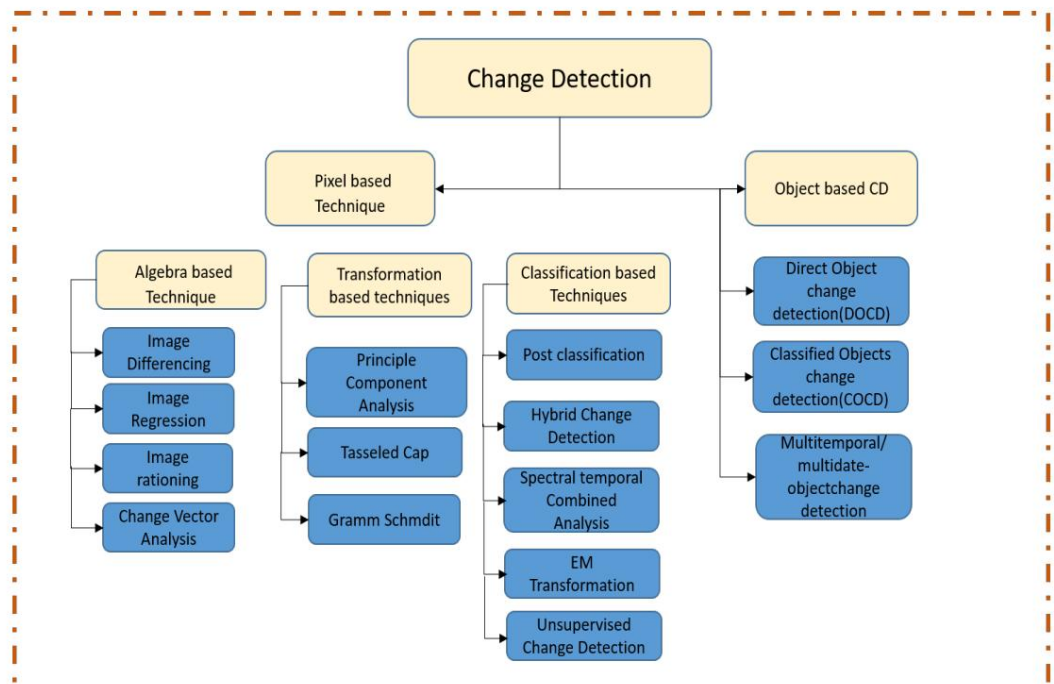 Change Detection
Pixel based
Technique
Object based CD
Algebra based
Technique
Image
Differencing
Image
Regression
Image
rationing
Change Vector
Analysis
Transformation
based techniques
Principle
Component
Analysis
Tasseled Cap
Gramm Schmdit
Classification based
Techniques
Post classification
Hybrid Change
Detection
Spectral temporal
Combined
Analysis
EM
Transformation
Unsupervised
Change Detection
Direct Object
change
detection(DOCD)
Classified Objects
change
detection(COCD)
Multitemporal/
multidate-
objectchange
detection